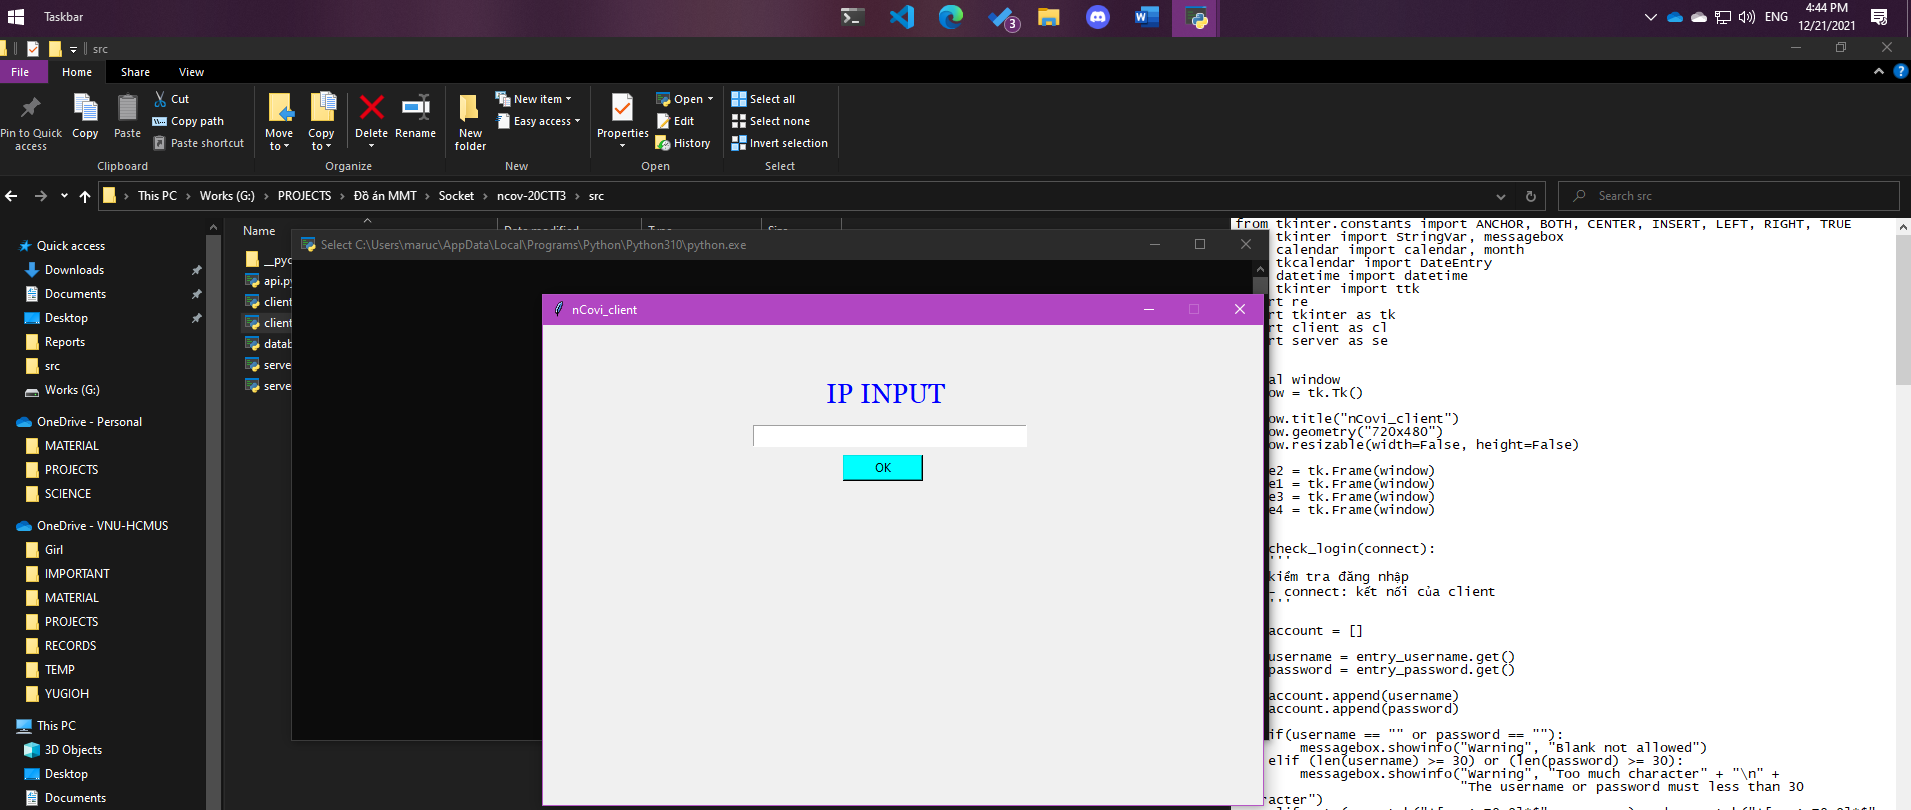 Taskbar
3
ENG
4:44 PM
12/21/2021
src
File
Home
Share
View
Pin to Quick access
Copy
Paste
Cut
Copy path
Paste shortcut
Clipboard
Move to
Copy to
Delete
Rename
Organize
New folder
New item
Easy access
New
Properties
Open
Edit
History
Open
Select all
Select none
Invert selection
Select
This PC > Works (G:) > PROJECTS > Đồ án MMT > Socket > ncov-20CTT3 > src
Search src
Quick access
Downloads
Documents
Desktop
Reports
src
Works (G:)
OneDrive - Personal
MATERIAL
PROJECTS
SCIENCE
OneDrive - VNU-HCMUS
Girl
IMPORTANT
MATERIAL
PROJECTS
RECORDS
TEMP
YUGIOH
This PC
3D Objects
Desktop
Documents
Name
Date modified
Type
Size
__pyc
api.py
client
client
datab
serve
serve
Select C:\Users\maruc\AppData\Local\Programs\Python\Python310\python.exe
nCovi_client
IP INPUT
OK
from tkinter.constants import ANCHOR, BOTH, CENTER, INSERT, LEFT, RIGHT, TRUE
tkinter import StringVar, messagebox
calendar import calendar, month
tkcalendar import DateEntry
datetime import datetime
tkinter import ttk
rt re
rt tkinter as tk
rt client as cl
rt server as se
al window
ow = tk.Tk()
ow.title("nCovi_client")
ow.geometry("720x480")
ow.resizable(width=False, height=False)
e2 = tk.Frame(window)
e1 = tk.Frame(window)
e3 = tk.Frame(window)
e4 = tk.Frame(window)
check_login(connect):
'''
kiểm tra đăng nhập
- connect: kết nối của client
'''
account = []
username = entry_username.get()
password = entry_password.get()
account.append(username)
account.append(password)
if(username == "" or password == ""):
messagebox.showinfo("Warning", "Blank not allowed")
elif (len(username) >= 30) or (len(password) >= 30):
messagebox.showinfo("Warning", "Too much character" + "\n" +
"The username or password must less than 30
racter")